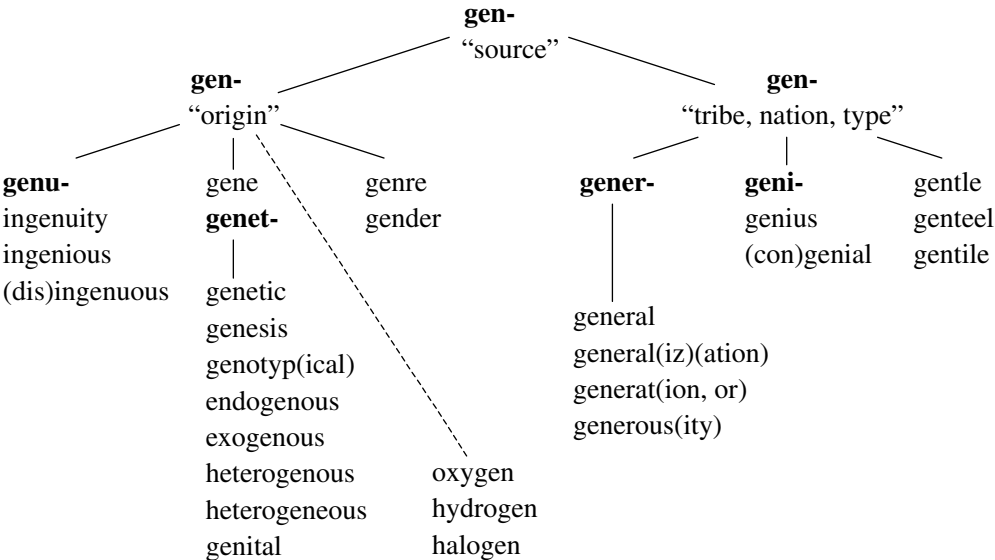 gen-
“source”
gen-
“origin”
gen-
“tribe, nation, type”
genu-
ingenuity
ingenious
(dis)ingenuous
gene
genet-
genetic
genesis
genotyp(ical)
endogenous
exogenous
heterogenous
heterogeneous
genital
genre
gender
oxygen
hydrogen
halogen
gener-
general
general(iz)(ation)
generat(ion, or)
generous(ity)
geni-
genius
(con)genial
gentle
genteel
gentile